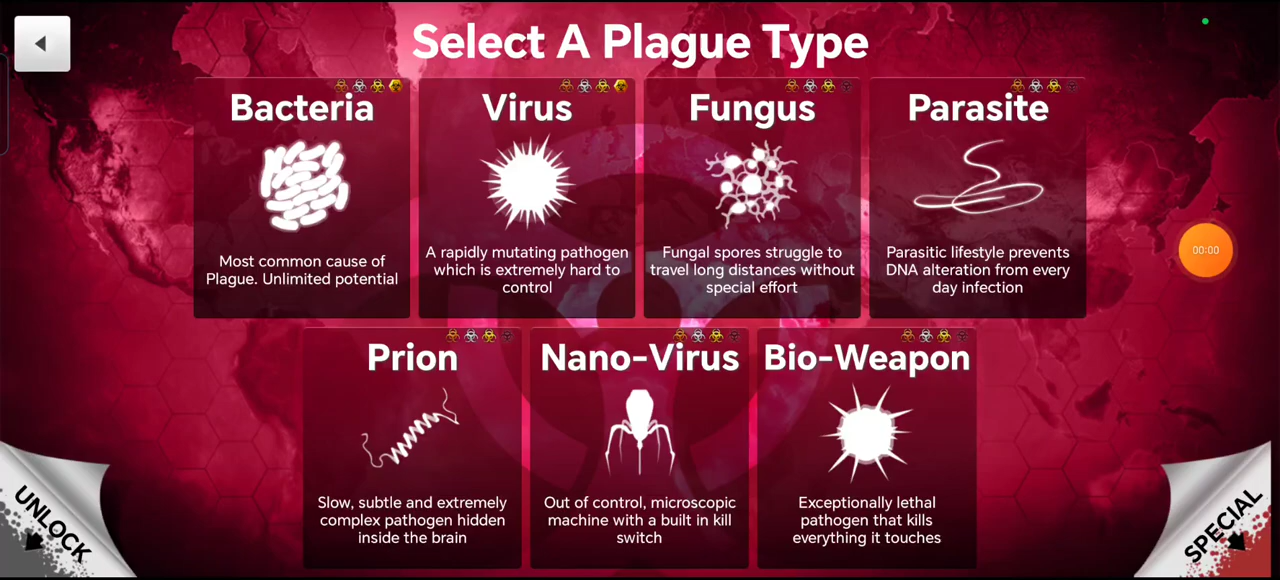 Select A Plague Type
Bacteria
Most common cause of
Plague. Unlimited potential
Virus
A rapidly mutating pathogen
which is extremely hard to
control
Fungus
Fungal spores struggle to
travel long distances without
special effort
Parasite
Parasitic lifestyle prevents
DNA alteration from every
day infection
00:00
Prion
Slow, subtle and extremely
complex pathogen hidden
inside the brain
Nano-Virus
Out of control, microscopic
machine with a built in kill
switch
Bio-Weapon
Exceptionally lethal
pathogen that kills
everything it touches
UNLOCK
SPECIAL